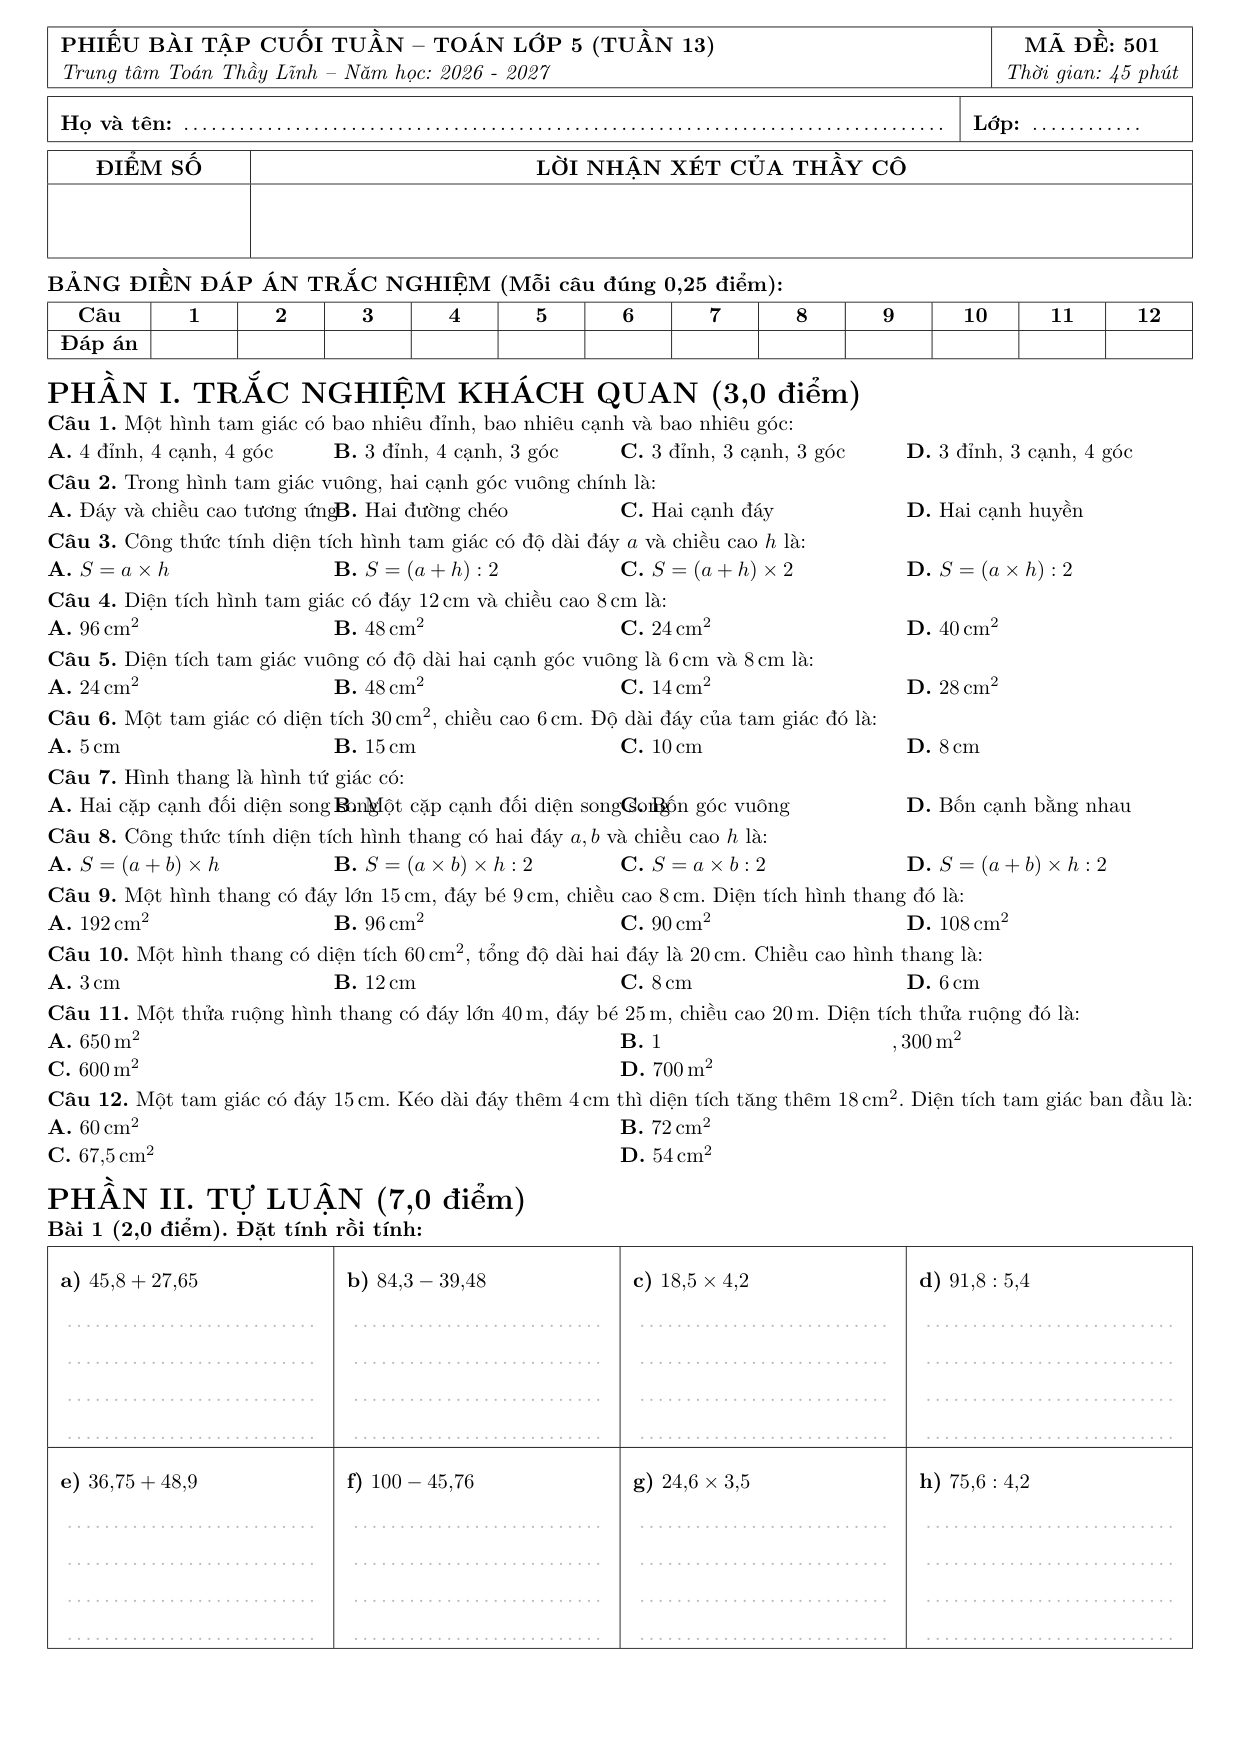 PHIẾU BÀI TẬP CUỐI TUẦN – TOÁN LỚP 5 (TUẦN 13)
Trung tâm Toán Thầy Lĩnh – Năm học: 2026 - 2027
MÃ ĐỀ: 501
Thời gian: 45 phút
Họ và tên: ................................................................................
Lớp: ............
ĐIỂM SỐ LỜI NHẬN XÉT CỦA THẦY CÔ
BẢNG ĐIỀN ĐÁP ÁN TRẮC NGHIỆM (Mỗi câu đúng 0,25 điểm):
Câu 1 2 3 4 5 6 7 8 9 10 11 12
Đáp án
PHẦN I. TRẮC NGHIỆM KHÁCH QUAN (3,0 điểm)
Câu 1. Một hình tam giác có bao nhiêu đỉnh, bao nhiêu cạnh và bao nhiêu góc:
A. 4 đỉnh, 4 cạnh, 4 góc B. 3 đỉnh, 4 cạnh, 3 góc C. 3 đỉnh, 3 cạnh, 3 góc D. 3 đỉnh, 3 cạnh, 4 góc
Câu 2. Trong hình tam giác vuông, hai cạnh góc vuông chính là:
A. Đáy và chiều cao tương ứng B. Hai đường chéo C. Hai cạnh đáy D. Hai cạnh huyền
Câu 3. Công thức tính diện tích hình tam giác có độ dài đáy a và chiều cao h là:
A. S = a × h B. S = (a + h) : 2 C. S = (a + h) × 2 D. S = (a × h) : 2
Câu 4. Diện tích hình tam giác có đáy 12 cm và chiều cao 8 cm là:
A. 96 cm² B. 48 cm² C. 24 cm² D. 40 cm²
Câu 5. Diện tích tam giác vuông có độ dài hai cạnh góc vuông là 6 cm và 8 cm là:
A. 24 cm² B. 48 cm² C. 14 cm² D. 28 cm²
Câu 6. Một tam giác có diện tích 30 cm², chiều cao 6 cm. Độ dài đáy của tam giác đó là:
A. 5 cm B. 15 cm C. 10 cm D. 8 cm
Câu 7. Hình thang là hình tứ giác có:
A. Hai cặp cạnh đối diện song song B. Một cặp cạnh đối diện song song C. Bốn góc vuông D. Bốn cạnh bằng nhau
Câu 8. Công thức tính diện tích hình thang có hai đáy a, b và chiều cao h là:
A. S = (a + b) × h B. S = (a × b) × h : 2 C. S = a × b : 2 D. S = (a + b) × h : 2
Câu 9. Một hình thang có đáy lớn 15 cm, đáy bé 9 cm, chiều cao 8 cm. Diện tích hình thang đó là:
A. 192 cm² B. 96 cm² C. 90 cm² D. 108 cm²
Câu 10. Một hình thang có diện tích 60 cm², tổng độ dài hai đáy là 20 cm. Chiều cao hình thang là:
A. 3 cm B. 12 cm C. 8 cm D. 6 cm
Câu 11. Một thửa ruộng hình thang có đáy lớn 40 m, đáy bé 25 m, chiều cao 20 m. Diện tích thửa ruộng đó là:
A. 650 m² B. 1 , 300 m²
C. 600 m² D. 700 m²
Câu 12. Một tam giác có đáy 15 cm. Kéo dài đáy thêm 4 cm thì diện tích tăng thêm 18 cm². Diện tích tam giác ban đầu là:
A. 60 cm² B. 72 cm²
C. 67,5 cm² D. 54 cm²
PHẦN II. TỰ LUẬN (7,0 điểm)
Bài 1 (2,0 điểm). Đặt tính rồi tính:
a) 45,8 + 27,65 b) 84,3 − 39,48 c) 18,5 × 4,2 d) 91,8 : 5,4
e) 36,75 + 48,9 f) 100 − 45,76 g) 24,6 × 3,5 h) 75,6 : 4,2